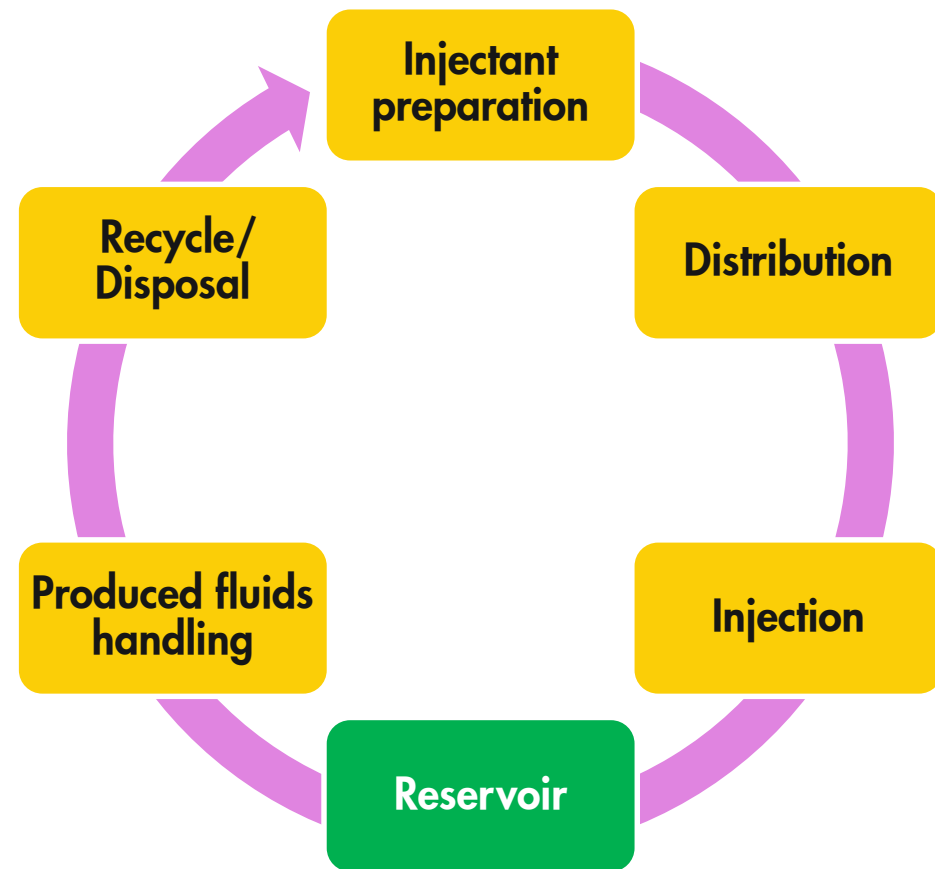 Injectant
preparation
Distribution
Injection
Reservoir
Produced fluids
handling
Recycle/
Disposal